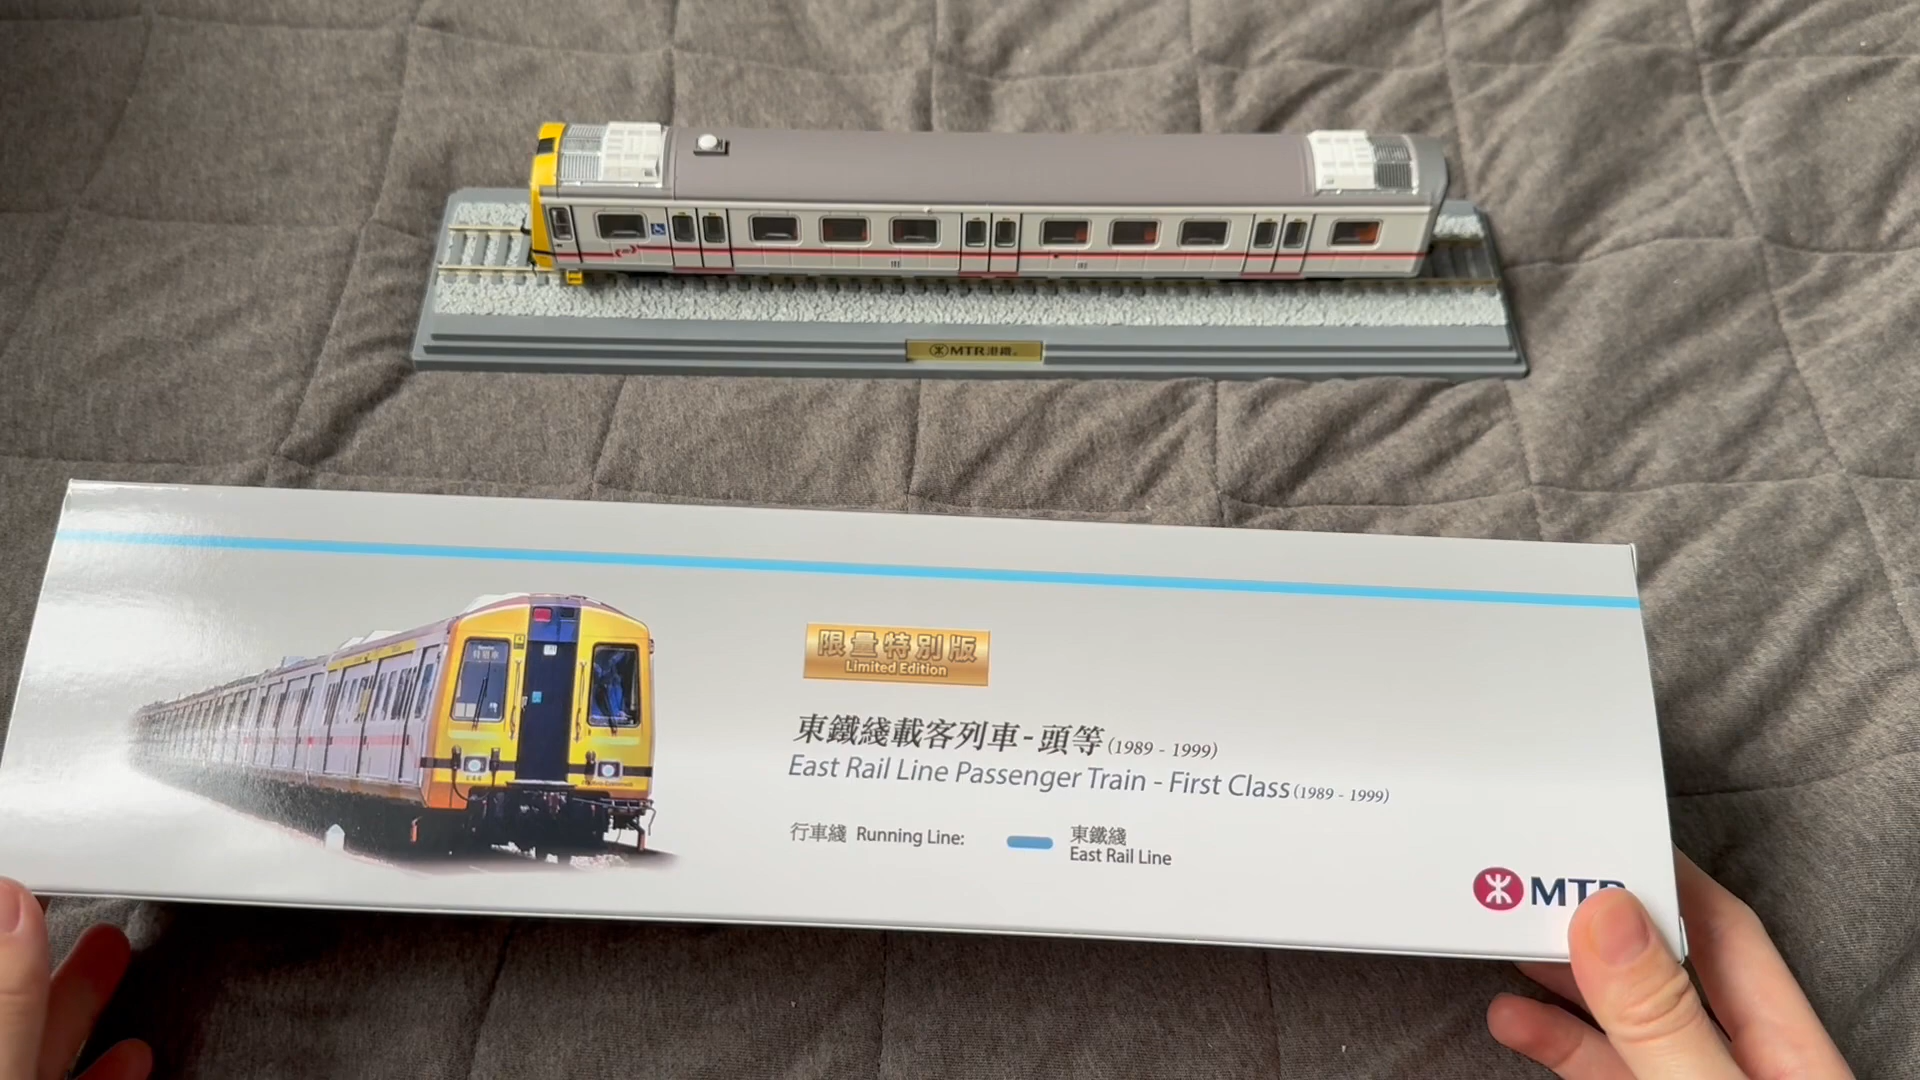 MTR港鐵
限量特別版
Limited Edition
東鐵綫載客列車-頭等(1989 - 1999)
East Rail Line Passenger Train - First Class(1989 - 1999)
行車綫 Running Line:
東鐵綫
East Rail Line
MTR